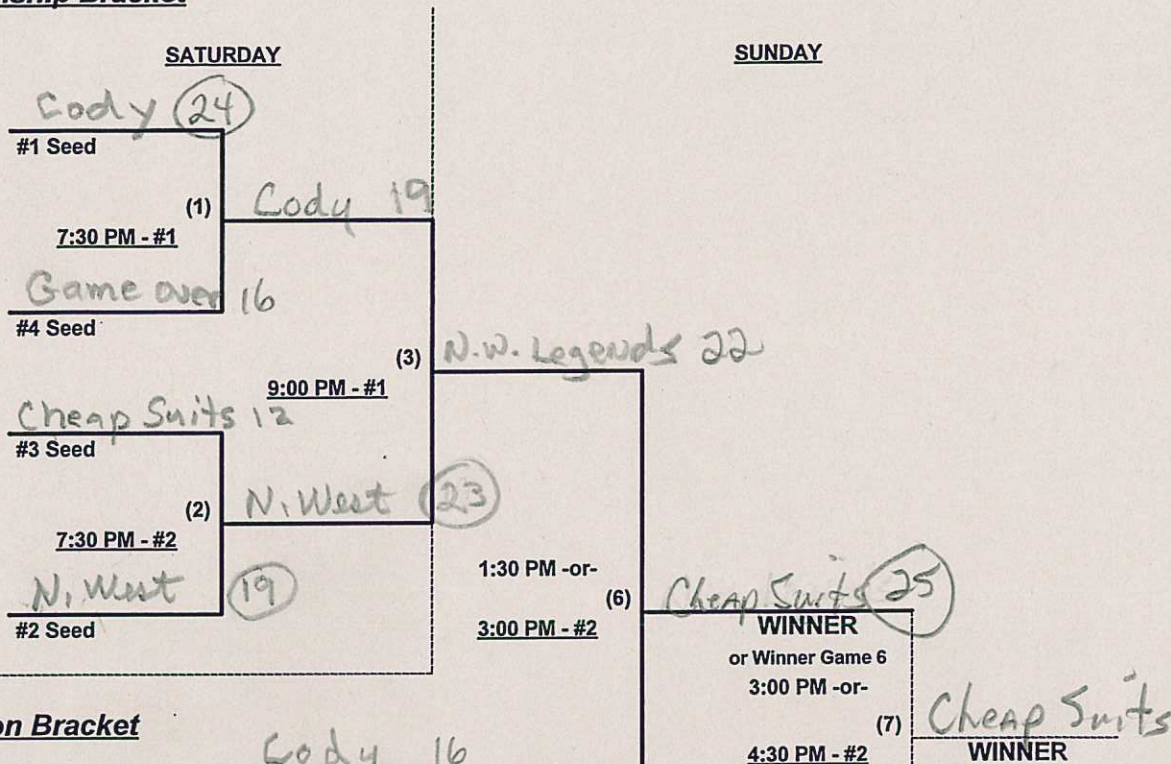 SATURDAY
SUNDAY
Cody 24
#1 Seed
(1)
Cody 19
7:30 PM - #1
Game over 16
#4 Seed
(3)
N.W. Legends 22
9:00 PM - #1
Cheap Suits 12
#3 Seed
(2)
N. West 23
7:30 PM - #2
N. West 19
#2 Seed
1:30 PM -or-
(6)
3:00 PM - #2
Cheap Suits 25
WINNER
or Winner Game 6
3:00 PM -or-
(7)
4:30 PM - #2
Cheap Suits
WINNER
on Bracket
Cody 16